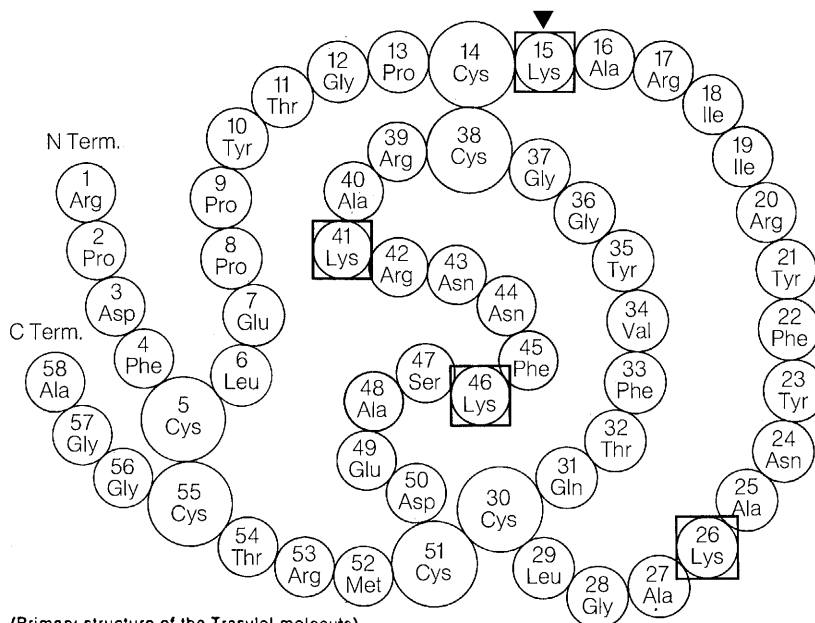 N Term.
1
Arg
2
Pro
3
Asp
4
Phe
5
Cys
6
Leu
7
Glu
8
Pro
9
Pro
10
Tyr
11
Thr
12
Gly
13
Pro
14
Cys
15
Lys
16
Ala
17
Arg
18
Ile
19
Ile
20
Arg
21
Tyr
22
Phe
23
Tyr
24
Asn
25
Ala
26
Lys
27
Ala
28
Gly
29
Leu
30
Cys
31
Gln
32
Thr
33
Phe
34
Val
35
Tyr
36
Gly
37
Gly
38
Cys
39
Arg
40
Ala
41
Lys
42
Arg
43
Asn
44
Asn
45
Phe
46
Lys
47
Ser
48
Ala
49
Glu
50
Asp
51
Cys
52
Met
53
Arg
54
Thr
55
Cys
56
Gly
57
Gly
58
Ala
C Term.
(Primary structure of the Trasylol molecule)